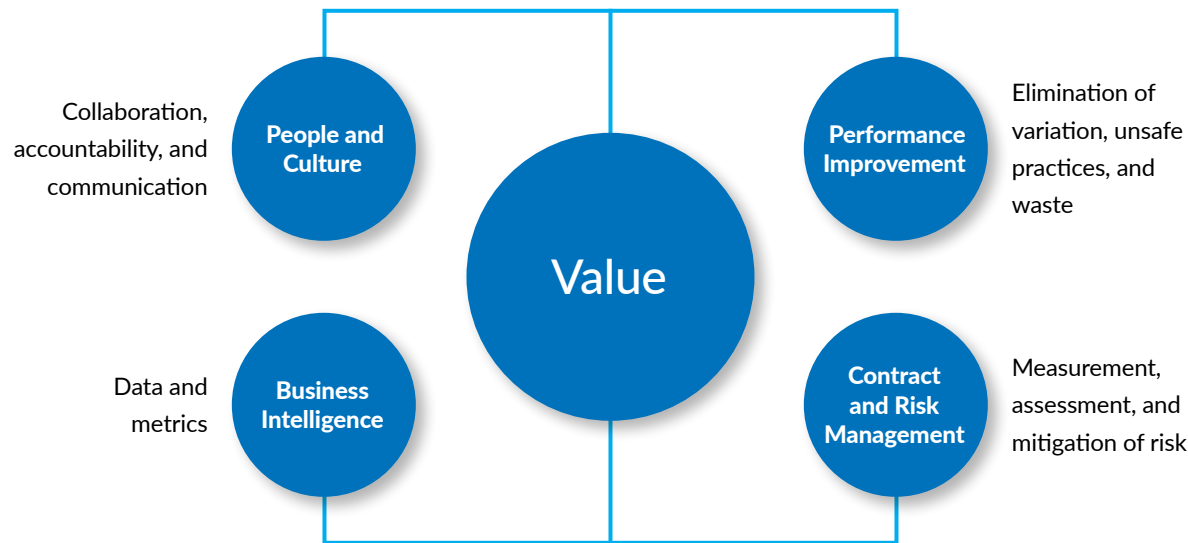 Collaboration,
accountability, and
communication
People and
Culture
Value
Performance
Improvement
Elimination of
variation, unsafe
practices, and
waste
Data and
metrics
Business
Intelligence
Contract
and Risk
Management
Measurement,
assessment, and
mitigation of risk